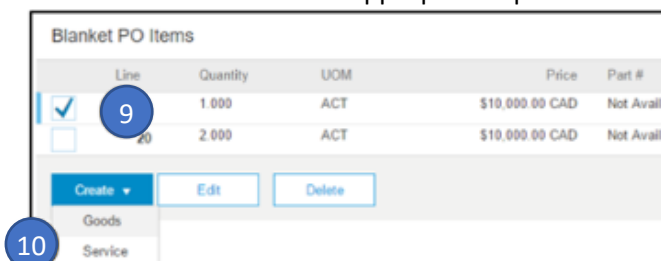 Blanket PO Items
Line Quantity UOM Price Part #
9 1.000 ACT $10,000.00 CAD Not Avail
20 2.000 ACT $10,000.00 CAD Not Avail
Create Edit Delete
Goods
10 Service